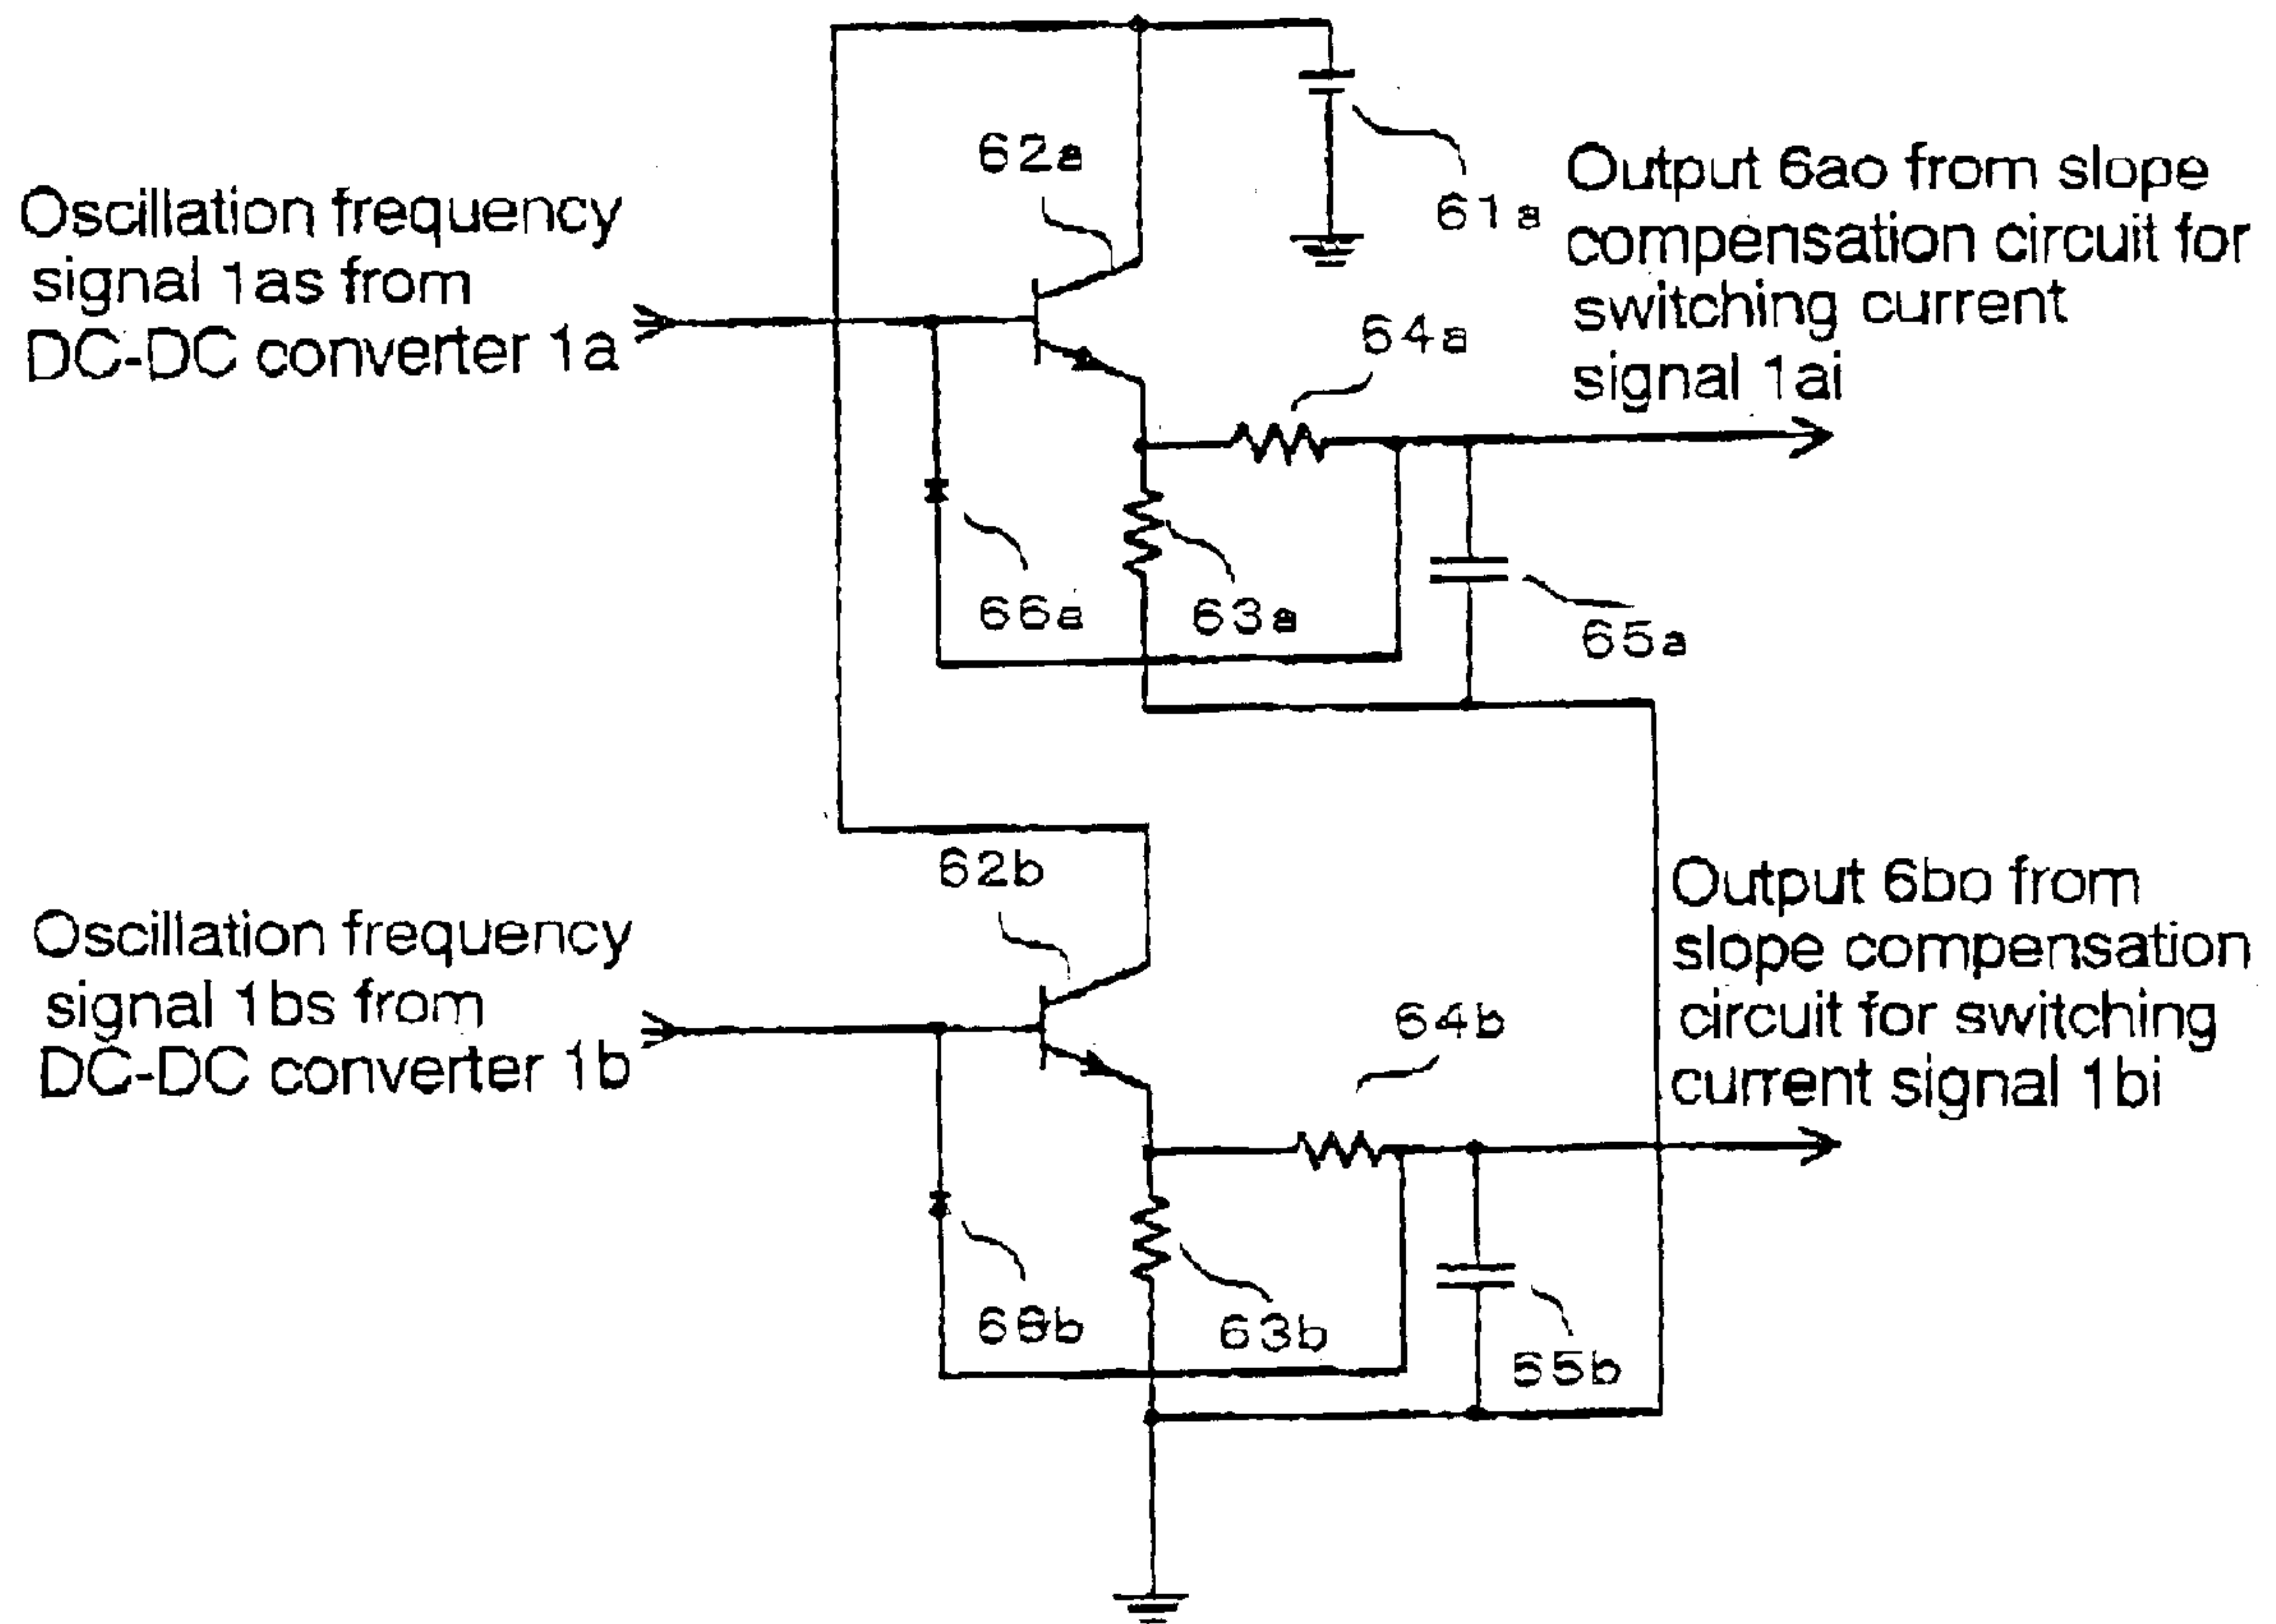 62a
61a
Oscillation frequency
signal 1as from
DC-DC converter 1a
Output 6ao from slope
compensation circuit for
switching current
signal 1ai
64a
66a
63a
65a
62b
Oscillation frequency
signal 1bs from
DC-DC converter 1b
Output 6bo from
slope compensation
circuit for switching
current signal 1bi
64b
66b
63b
65b